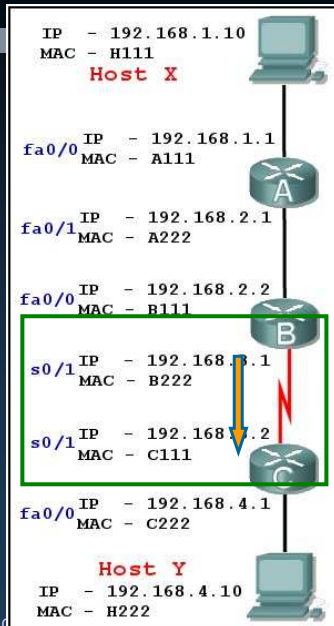 IP - 192.168.1.10
MAC - H111
Host X
fa0/0 IP - 192.168.1.1
MAC - A111
A
fa0/1 IP - 192.168.2.1
MAC - A222
fa0/0 IP - 192.168.2.2
MAC - B111
B
s0/1 IP - 192.168.3.1
MAC - B222
s0/1 IP - 192.168.3.2
MAC - C111
C
fa0/0 IP - 192.168.4.1
MAC - C222
Host Y
IP - 192.168.4.10
MAC - H222